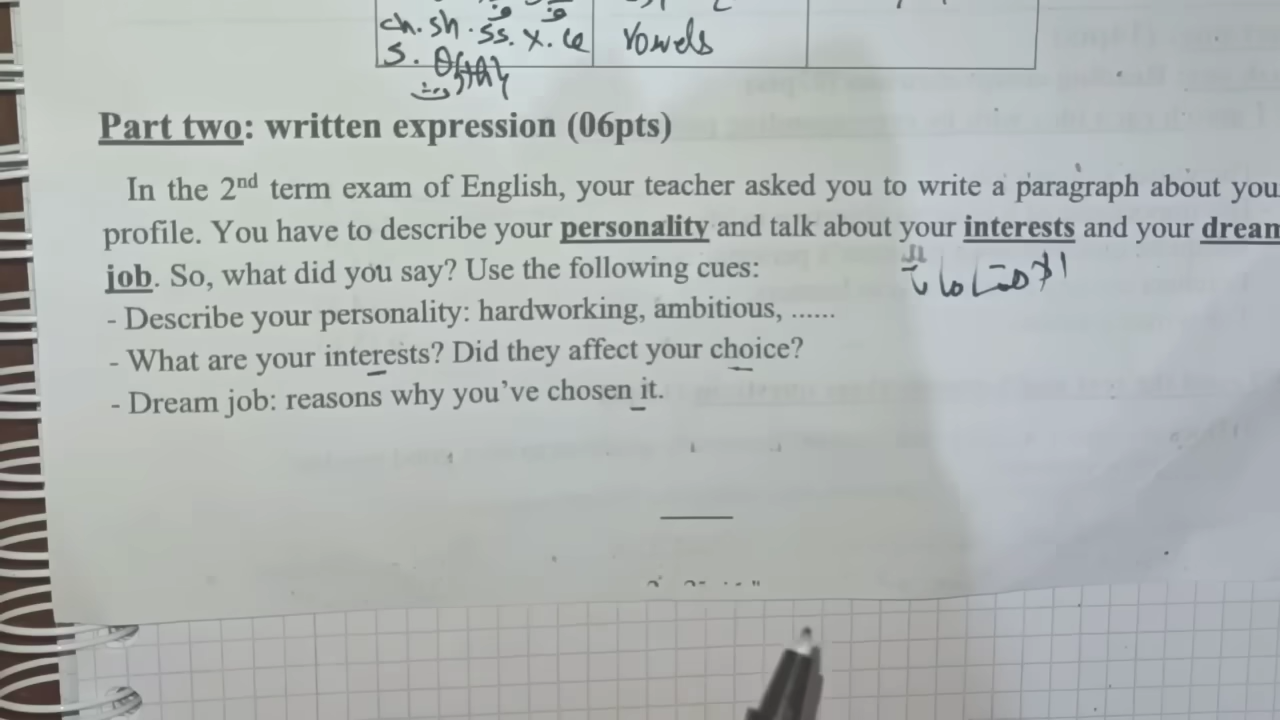 ch. sh. ss. x. ce
s.
vowels
Part two: written expression (06pts)
In the 2nd term exam of English, your teacher asked you to write a paragraph about you
profile. You have to describe your personality and talk about your interests and your dream
job. So, what did you say? Use the following cues:
الاهتمامات
- Describe your personality: hardworking, ambitious, ......
- What are your interests? Did they affect your choice?
- Dream job: reasons why you've chosen it.